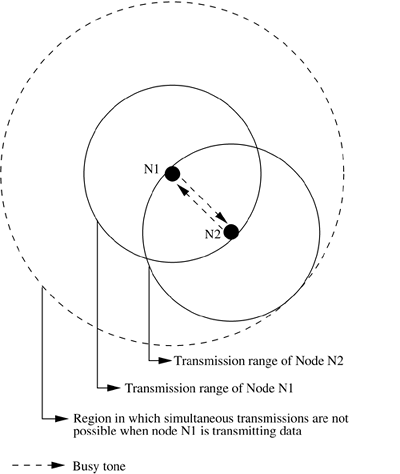 N1
N2
Transmission range of Node N2
Transmission range of Node N1
Region in which simultaneous transmissions are not
possible when node N1 is transmitting data
Busy tone